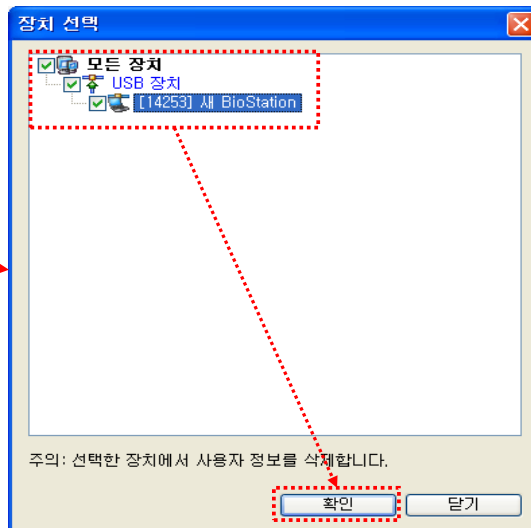 장치 선택
모든 장치
USB 장치
[14253] 새 BioStation
주의: 선택한 장치에서 사용자 정보를 삭제합니다.
확인
닫기